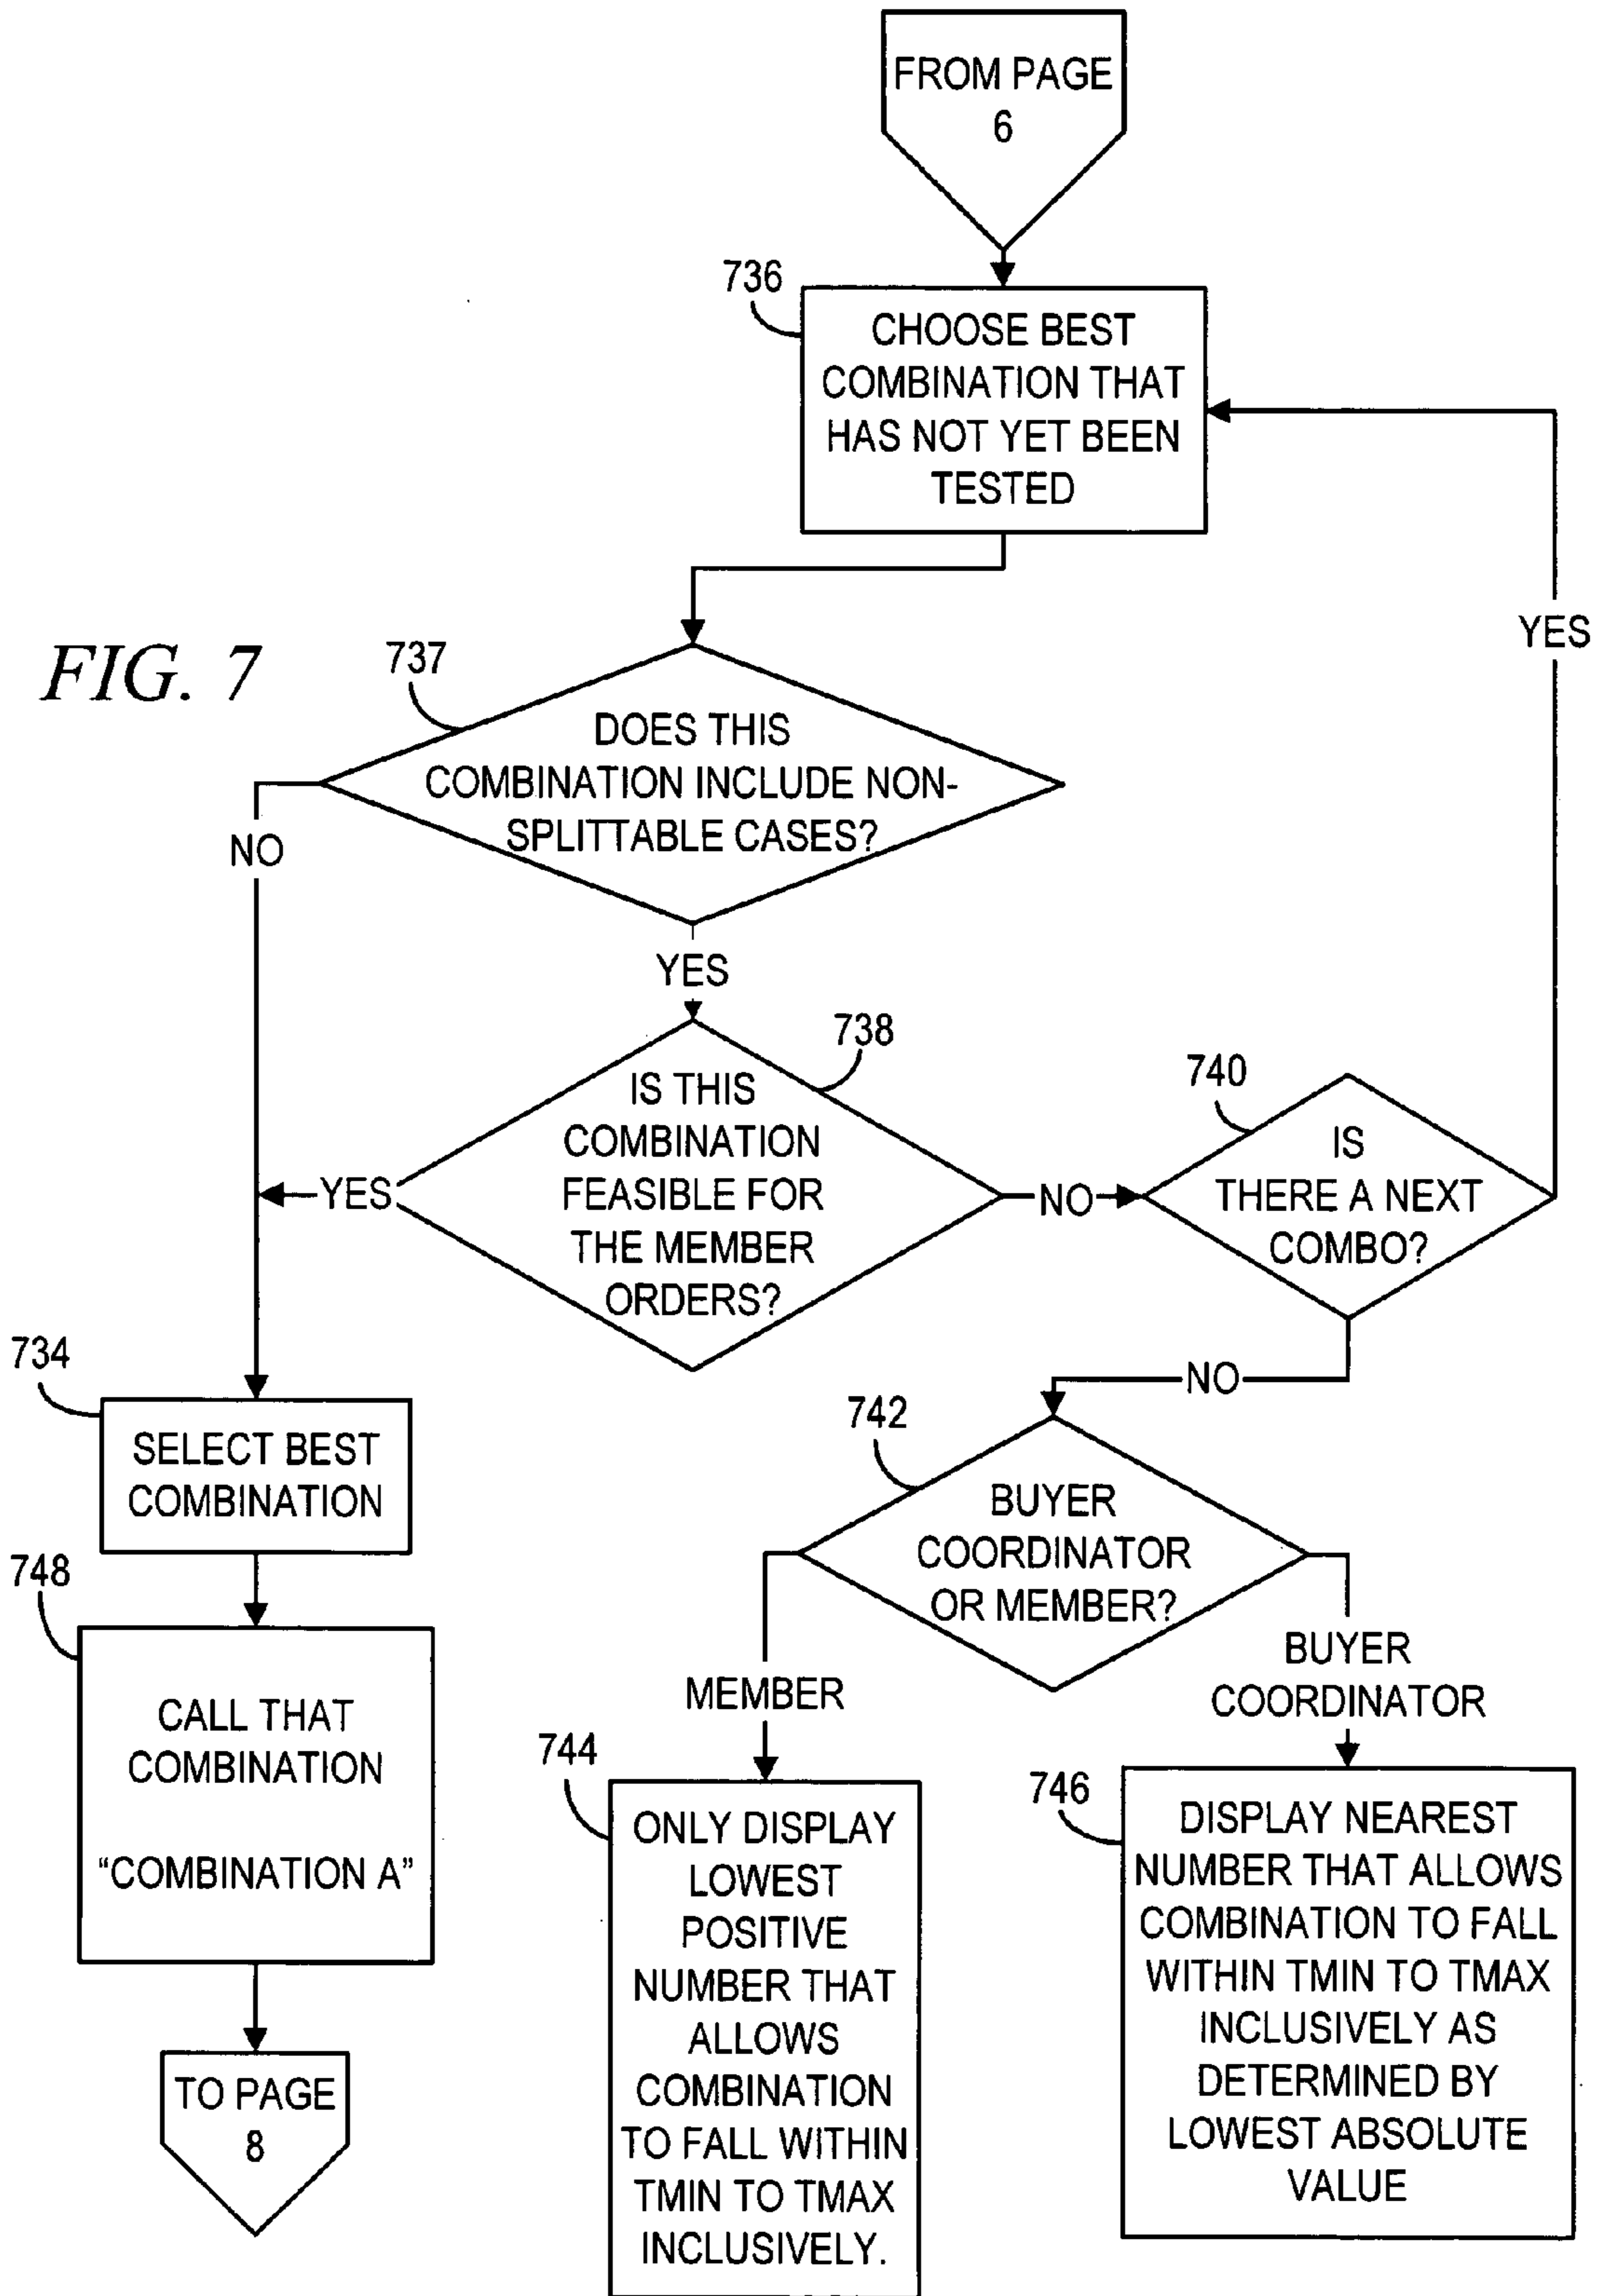 FROM PAGE
6
736
CHOOSE BEST
COMBINATION THAT
HAS NOT YET BEEN
TESTED
YES
FIG. 7
737
DOES THIS
COMBINATION INCLUDE NON-
SPLITTABLE CASES?
NO
YES
738
IS THIS
COMBINATION
FEASIBLE FOR
THE MEMBER
ORDERS?
YES
NO
740
IS
THERE A NEXT
COMBO?
NO
734
SELECT BEST
COMBINATION
742
BUYER
COORDINATOR
OR MEMBER?
748
CALL THAT
COMBINATION
“COMBINATION A”
MEMBER
BUYER
COORDINATOR
744
ONLY DISPLAY
LOWEST
POSITIVE
NUMBER THAT
ALLOWS
COMBINATION
TO FALL WITHIN
TMIN TO TMAX
INCLUSIVELY.
746
DISPLAY NEAREST
NUMBER THAT ALLOWS
COMBINATION TO FALL
WITHIN TMIN TO TMAX
INCLUSIVELY AS
DETERMINED BY
LOWEST ABSOLUTE
VALUE
TO PAGE
8